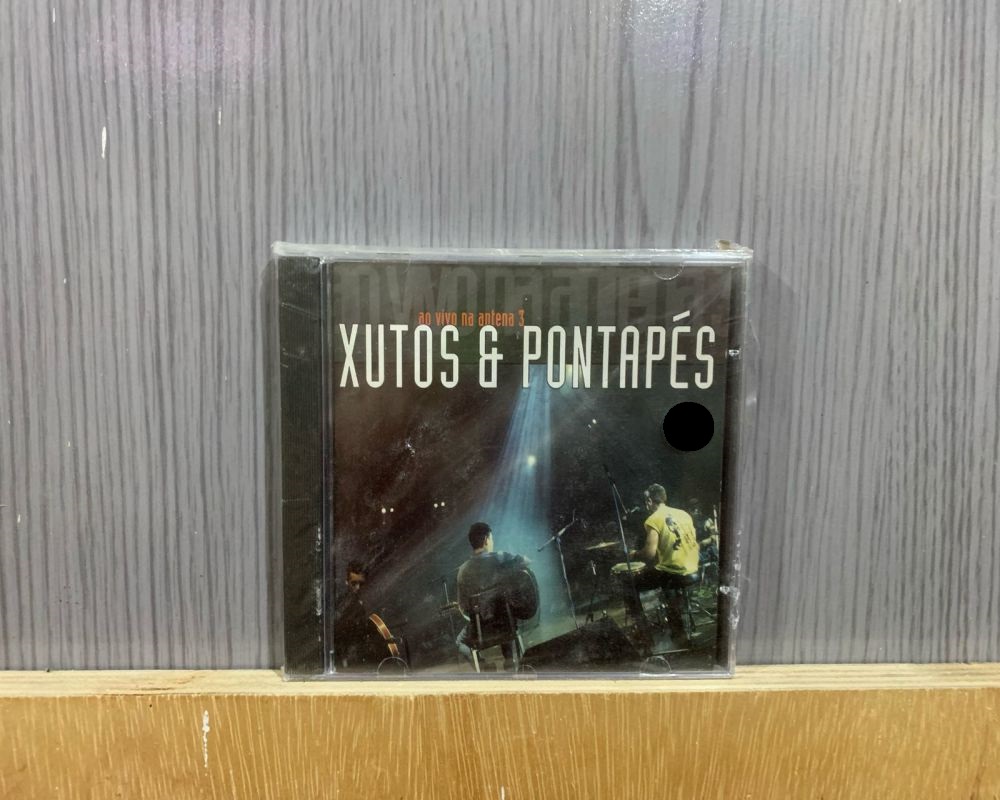 ao vivo na antena 3
XUTOS & PONTAPÉS